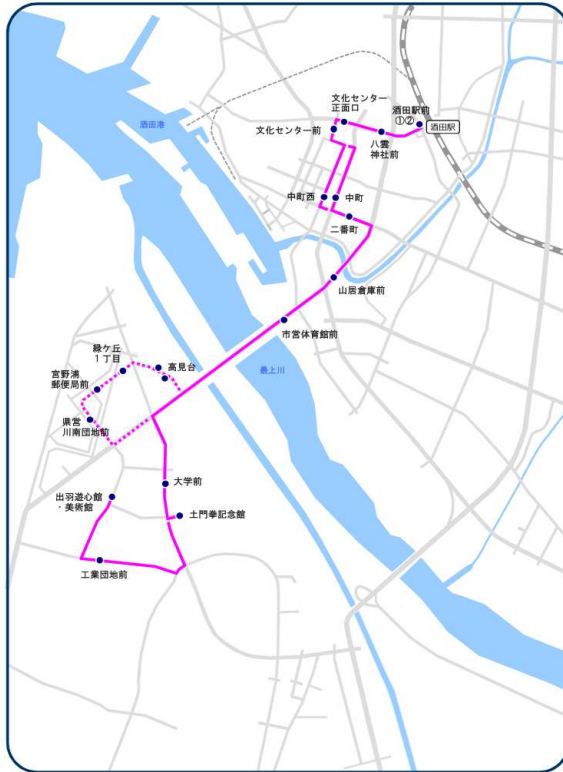 酒田港
文化センター
正面口
酒田駅前
①②
酒田駅
文化センター前
八雲
神社前
中町西
中町
二番町
山居倉庫前
市営体育館前
最上川
緑ケ丘
１丁目
高見台
宮野浦
郵便局前
県営
川南団地前
大学前
出羽遊心館
・美術館
土門拳記念館
工業団地前